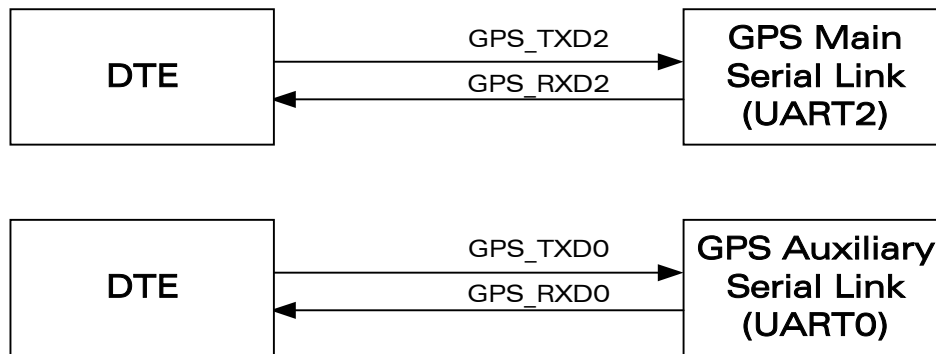 DTE
GPS_TXD2
GPS_RXD2
GPS Main
Serial Link
(UART2)
DTE
GPS_TXD0
GPS_RXD0
GPS Auxiliary
Serial Link
(UART0)